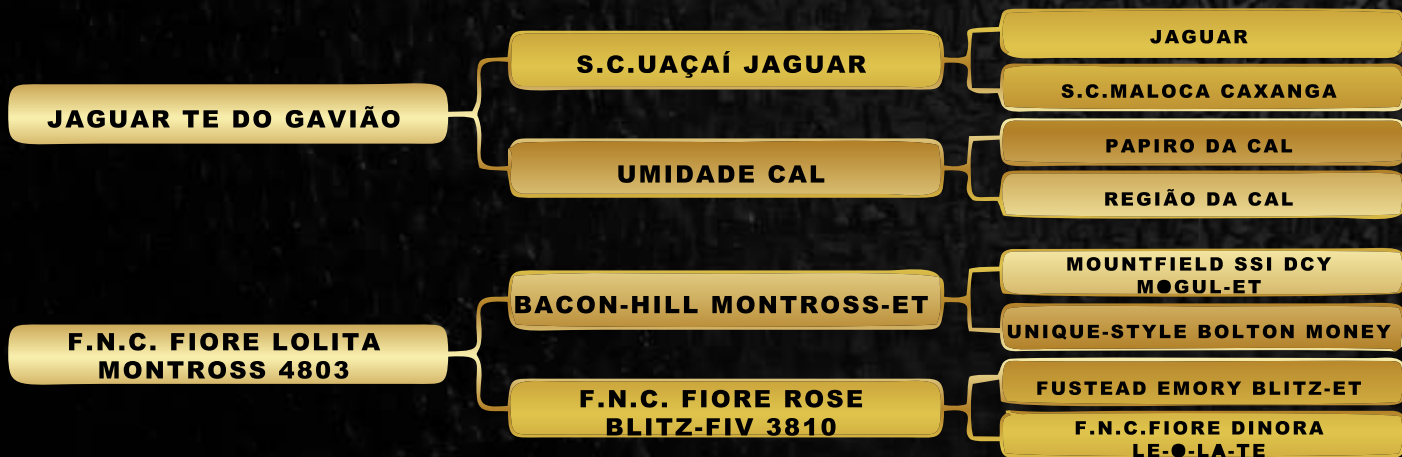 JAGUAR TE DO GAVIÃO
S.C.UAÇAÍ JAGUAR
JAGUAR
S.C.MALOCA CAXANGA
UMIDADE CAL
PAPIRO DA CAL
REGIÃO DA CAL
F.N.C. FIORE LOLITA
MONTROSS 4803
BACON-HILL MONTROSS-ET
MOUNTFIELD SSI DCY
MOGUL-ET
UNIQUE-STYLE BOLTON MONEY
F.N.C. FIORE ROSE
BLITZ-FIV 3810
FUSTEAD EMORY BLITZ-ET
F.N.C.FIORE DINORA
LE-O-LA-TE